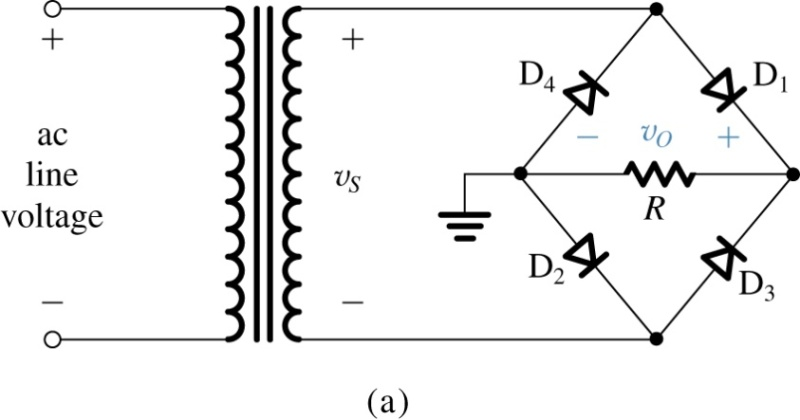 + + D₄ D₁
− v_O +
ac
line
voltage
v_S
R
D₂ D₃
− −
(a)